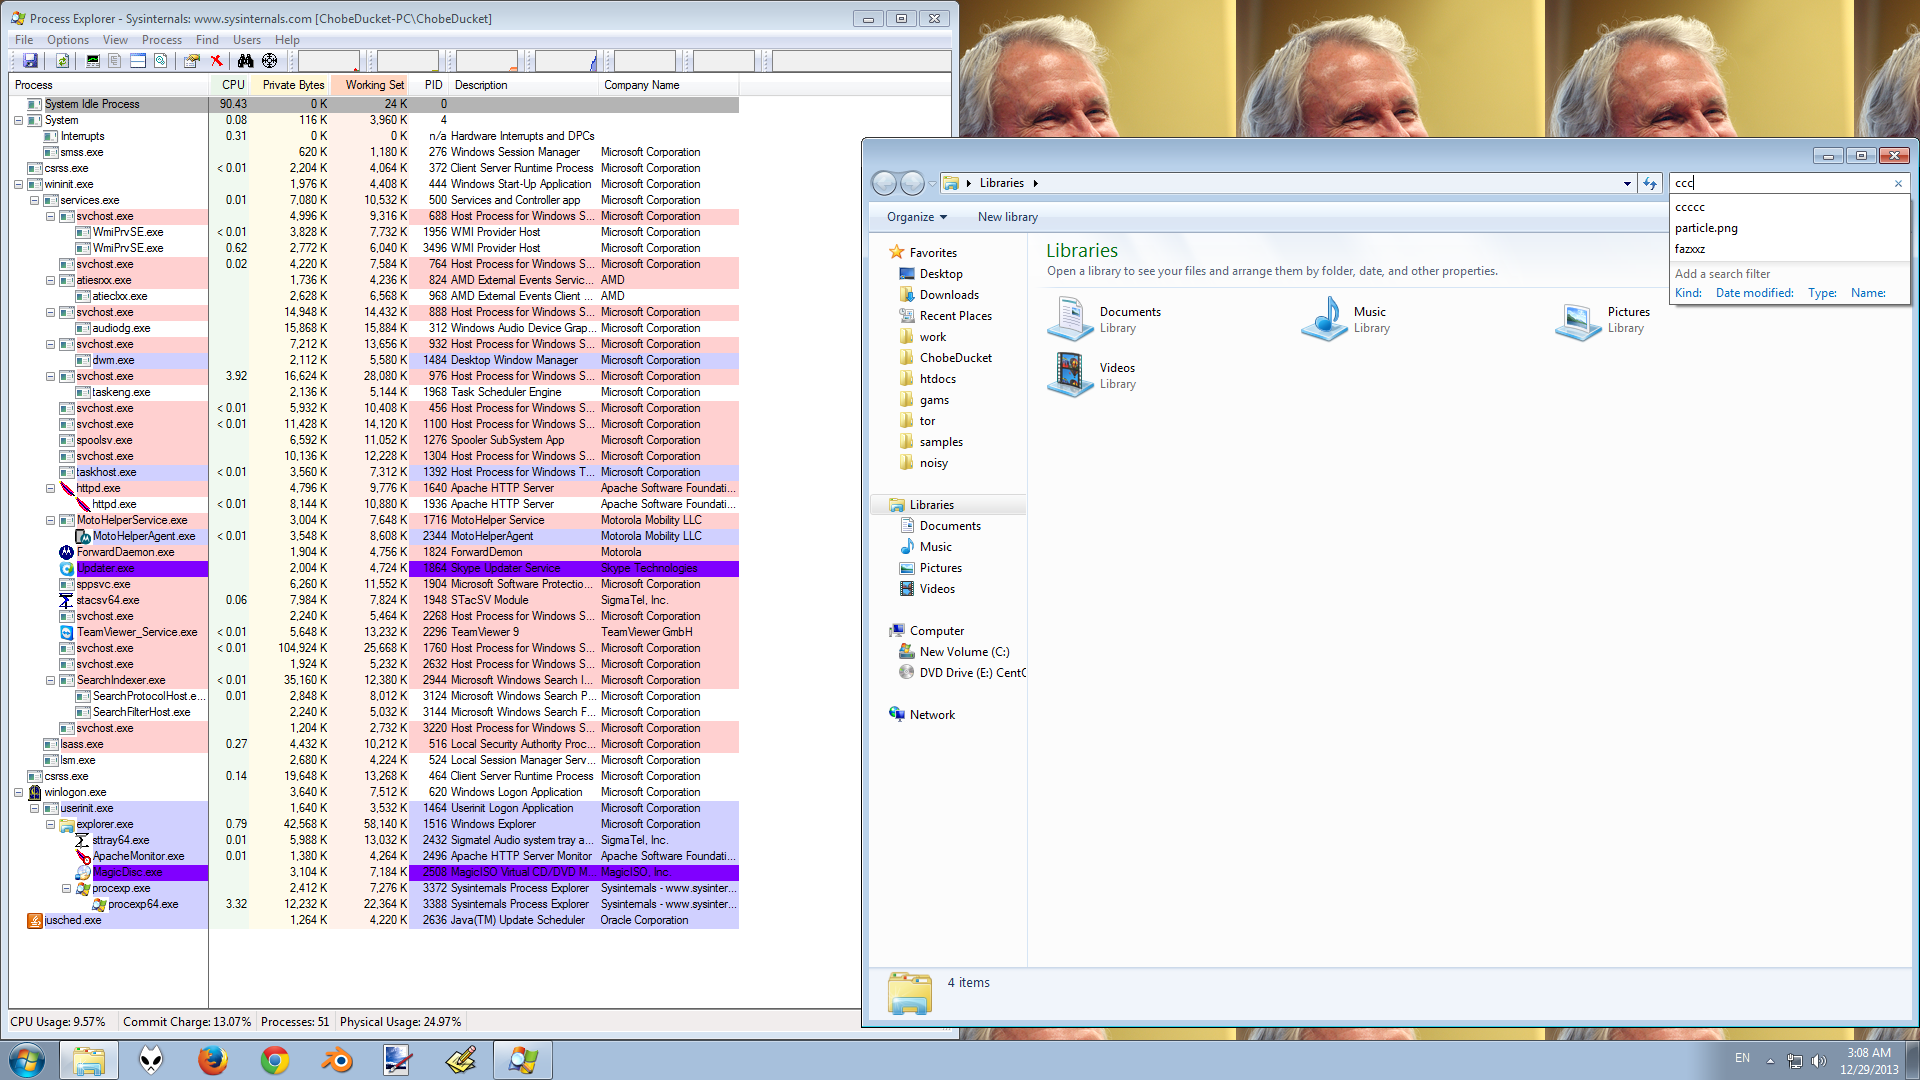 Process Explorer - Sysinternals: www.sysinternals.com [ChobeDucket-PC\ChobeDucket]
File Options View Process Find Users Help
Process CPU Private Bytes Working Set PID Description Company Name
System Idle Process 90.43 0 K 24 K 0
System 0.08 116 K 3,960 K 4
Interrupts 0.31 0 K 0 K n/a Hardware Interrupts and DPCs
smss.exe 620 K 1,180 K 276 Windows Session Manager Microsoft Corporation
csrss.exe < 0.01 2,204 K 4,064 K 372 Client Server Runtime Process Microsoft Corporation
wininit.exe 1,976 K 4,408 K 444 Windows Start-Up Application Microsoft Corporation
services.exe 0.01 7,080 K 10,532 K 500 Services and Controller app Microsoft Corporation
svchost.exe 4,996 K 9,316 K 688 Host Process for Windows S... Microsoft Corporation
WmiPrvSE.exe < 0.01 3,828 K 7,732 K 1956 WMI Provider Host Microsoft Corporation
WmiPrvSE.exe 0.62 2,772 K 6,040 K 3496 WMI Provider Host Microsoft Corporation
svchost.exe 0.02 4,220 K 7,584 K 764 Host Process for Windows S... Microsoft Corporation
atiesrxx.exe 1,736 K 4,236 K 824 AMD External Events Servic... AMD
atieclxx.exe 2,628 K 6,568 K 968 AMD External Events Client ... AMD
svchost.exe 14,948 K 14,432 K 888 Host Process for Windows S... Microsoft Corporation
audiodg.exe 15,868 K 15,884 K 312 Windows Audio Device Grap... Microsoft Corporation
svchost.exe 7,212 K 13,656 K 932 Host Process for Windows S... Microsoft Corporation
dwm.exe 2,112 K 5,580 K 1484 Desktop Window Manager Microsoft Corporation
svchost.exe 3.92 16,624 K 28,080 K 976 Host Process for Windows S... Microsoft Corporation
taskeng.exe 2,136 K 5,144 K 1968 Task Scheduler Engine Microsoft Corporation
svchost.exe < 0.01 5,932 K 10,408 K 456 Host Process for Windows S... Microsoft Corporation
svchost.exe < 0.01 11,428 K 14,120 K 1100 Host Process for Windows S... Microsoft Corporation
spoolsv.exe 6,592 K 11,052 K 1276 Spooler SubSystem App Microsoft Corporation
svchost.exe 10,136 K 12,228 K 1304 Host Process for Windows S... Microsoft Corporation
taskhost.exe < 0.01 3,560 K 7,312 K 1392 Host Process for Windows T... Microsoft Corporation
httpd.exe 4,796 K 9,776 K 1640 Apache HTTP Server Apache Software Foundati...
httpd.exe < 0.01 8,144 K 10,880 K 1936 Apache HTTP Server Apache Software Foundati...
MotoHelperService.exe 3,004 K 7,648 K 1716 MotoHelper Service Motorola Mobility LLC
MotoHelperAgent.exe < 0.01 3,548 K 8,608 K 2344 MotoHelperAgent Motorola Mobility LLC
ForwardDaemon.exe 1,904 K 4,756 K 1824 ForwardDemon Motorola
Updater.exe 2,004 K 4,724 K 1864 Skype Updater Service Skype Technologies
sppsvc.exe 6,260 K 11,552 K 1904 Microsoft Software Protectio... Microsoft Corporation
stacsv64.exe 0.06 7,984 K 7,824 K 1948 STacSV Module SigmaTel, Inc.
svchost.exe 2,240 K 5,464 K 2268 Host Process for Windows S... Microsoft Corporation
TeamViewer_Service.exe < 0.01 5,648 K 13,232 K 2296 TeamViewer 9 TeamViewer GmbH
svchost.exe < 0.01 104,924 K 25,668 K 1760 Host Process for Windows S... Microsoft Corporation
svchost.exe 1,924 K 5,232 K 2632 Host Process for Windows S... Microsoft Corporation
SearchIndexer.exe < 0.01 35,160 K 12,380 K 2944 Microsoft Windows Search I... Microsoft Corporation
SearchProtocolHost.e... 0.01 2,848 K 8,012 K 3124 Microsoft Windows Search P... Microsoft Corporation
SearchFilterHost.exe 2,240 K 5,032 K 3144 Microsoft Windows Search F... Microsoft Corporation
svchost.exe 1,204 K 2,732 K 3220 Host Process for Windows S... Microsoft Corporation
lsass.exe 0.27 4,432 K 10,212 K 516 Local Security Authority Proc... Microsoft Corporation
lsm.exe 2,680 K 4,224 K 524 Local Session Manager Serv... Microsoft Corporation
csrss.exe 0.14 19,648 K 13,268 K 464 Client Server Runtime Process Microsoft Corporation
winlogon.exe 3,640 K 7,512 K 620 Windows Logon Application Microsoft Corporation
userinit.exe 1,640 K 3,532 K 1464 Userinit Logon Application Microsoft Corporation
explorer.exe 0.79 42,568 K 58,140 K 1516 Windows Explorer Microsoft Corporation
sttray64.exe 0.01 5,988 K 13,032 K 2432 Sigmatel Audio system tray a... SigmaTel, Inc.
ApacheMonitor.exe 0.01 1,380 K 4,264 K 2496 Apache HTTP Server Monitor Apache Software Foundati...
MagicDisc.exe 3,104 K 7,184 K 2508 MagicISO Virtual CD/DVD M... MagicISO, Inc.
procexp.exe 2,412 K 7,276 K 3372 Sysinternals Process Explorer Sysinternals - www.sysinter...
procexp64.exe 3.32 12,232 K 22,364 K 3388 Sysinternals Process Explorer Sysinternals - www.sysinter...
jusched.exe 1,264 K 4,220 K 2636 Java(TM) Update Scheduler Oracle Corporation
CPU Usage: 9.57% Commit Charge: 13.07% Processes: 51 Physical Usage: 24.97%
Libraries
ccc
ccccc
particle.png
fazxxz
Add a search filter
Kind: Date modified: Type: Name:
Organize New library
Favorites
Desktop
Downloads
Recent Places
work
ChobeDucket
htdocs
gams
tor
samples
noisy
Libraries
Documents
Music
Pictures
Videos
Computer
New Volume (C:)
DVD Drive (E:) Cent
Network
Libraries
Open a library to see your files and arrange them by folder, date, and other properties.
Documents
Library
Music
Library
Pictures
Library
Videos
Library
4 items
EN
3:08 AM
12/29/2013